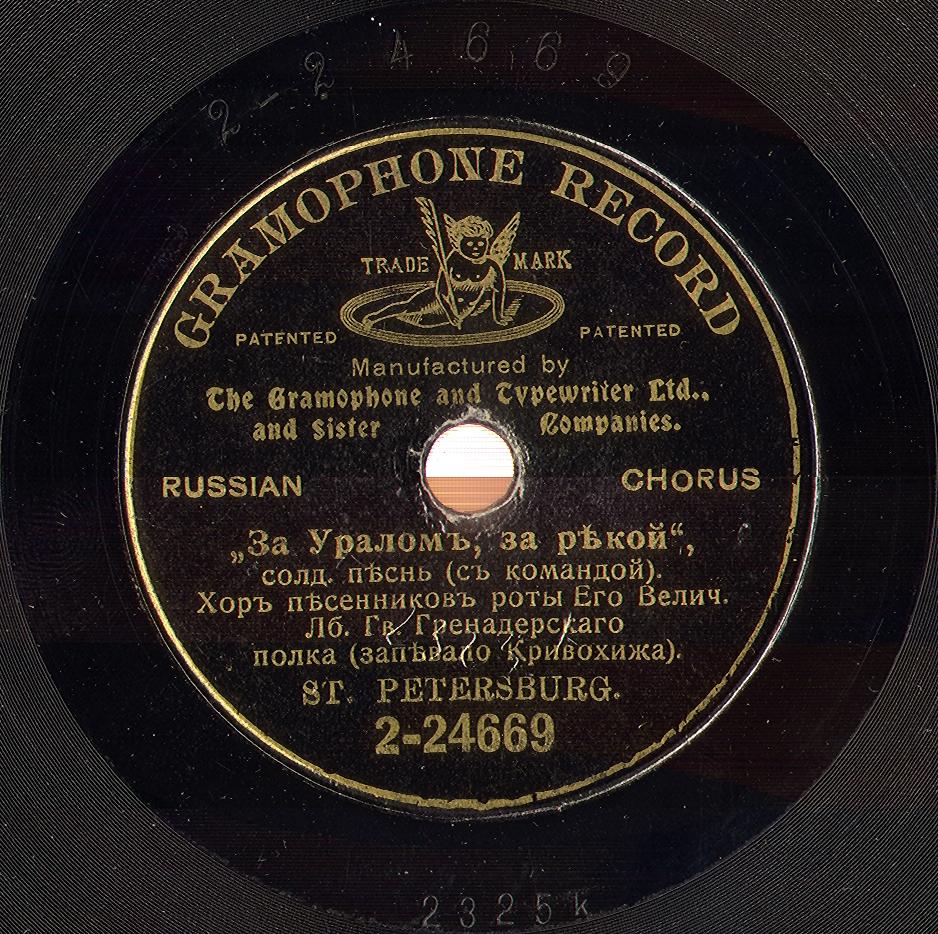 2-24669
GRAMOPHONE RECORD
TRADE MARK
PATENTED PATENTED
Manufactured by
The Gramophone and Typewriter Ltd.,
and Sister Companies.
RUSSIAN CHORUS
„За Ураломъ, за рѣкой“,
солд. пѣснь (съ командой).
Хоръ пѣсенниковъ роты Его Велич.
Лб. Гв. Гренадерскаго
полка (запѣвало Кривохижа).
ST. PETERSBURG.
2-24669
2325k